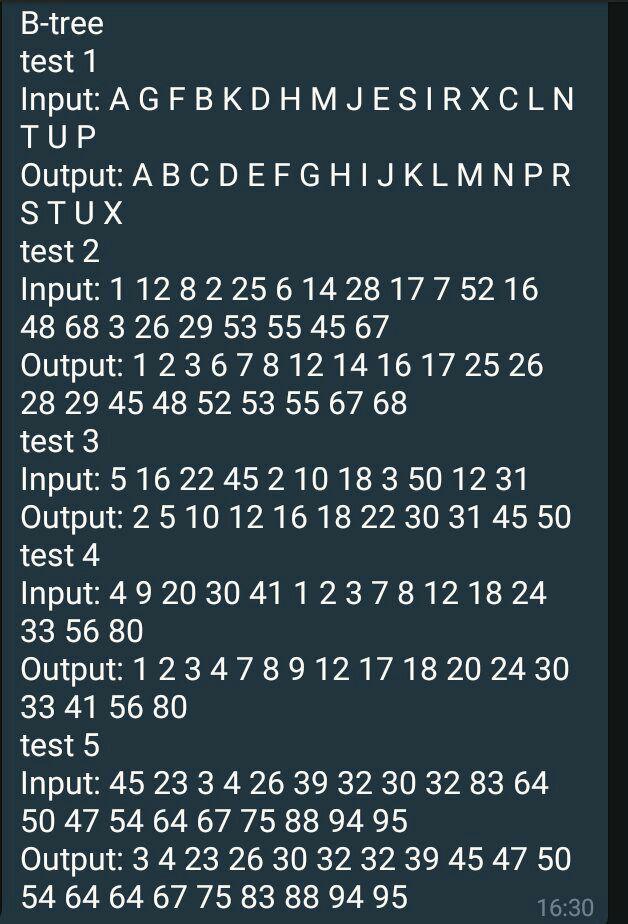 B-tree
test 1
Input: A G F B K D H M J E S I R X C L N
T U P
Output: A B C D E F G H I J K L M N P R
S T U X
test 2
Input: 1 12 8 2 25 6 14 28 17 7 52 16
48 68 3 26 29 53 55 45 67
Output: 1 2 3 6 7 8 12 14 16 17 25 26
28 29 45 48 52 53 55 67 68
test 3
Input: 5 16 22 45 2 10 18 3 50 12 31
Output: 2 5 10 12 16 18 22 30 31 45 50
test 4
Input: 4 9 20 30 41 1 2 3 7 8 12 18 24
33 56 80
Output: 1 2 3 4 7 8 9 12 17 18 20 24 30
33 41 56 80
test 5
Input: 45 23 3 4 26 39 32 30 32 83 64
50 47 54 64 67 75 88 94 95
Output: 3 4 23 26 30 32 32 39 45 47 50
54 64 64 67 75 83 88 94 95
16:30